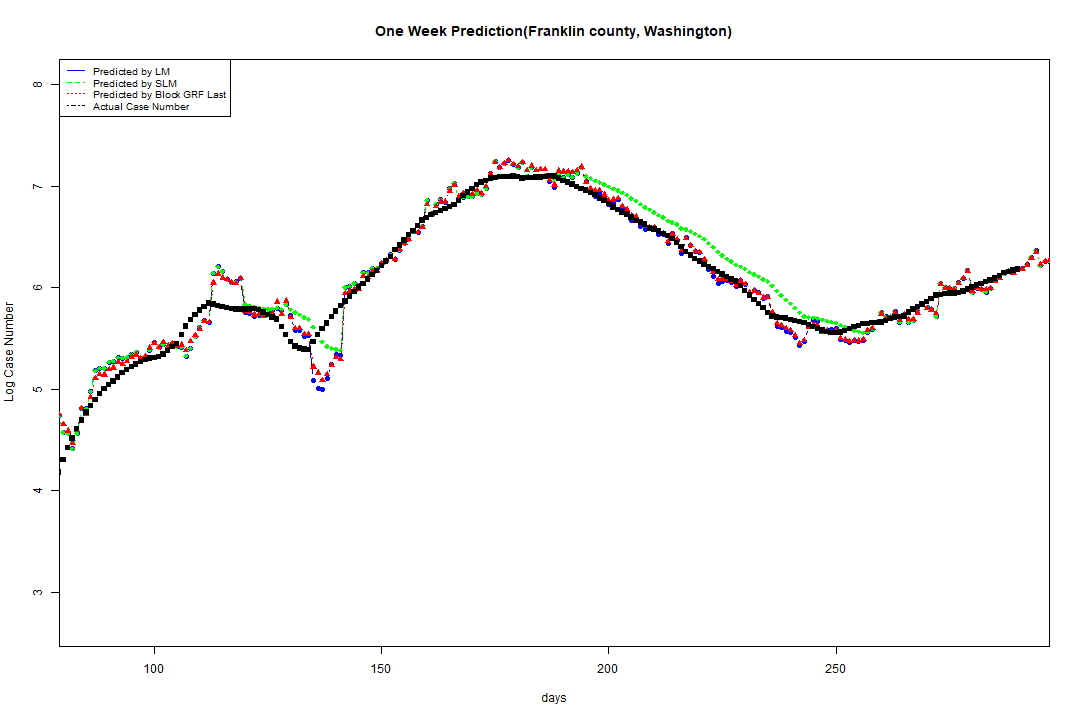 One Week Prediction(Franklin county, Washington)
Predicted by LM
Predicted by SLM
Predicted by Block GRF Last
Actual Case Number
8
7
6
5
4
3
Log Case Number
100 150 200 250
days